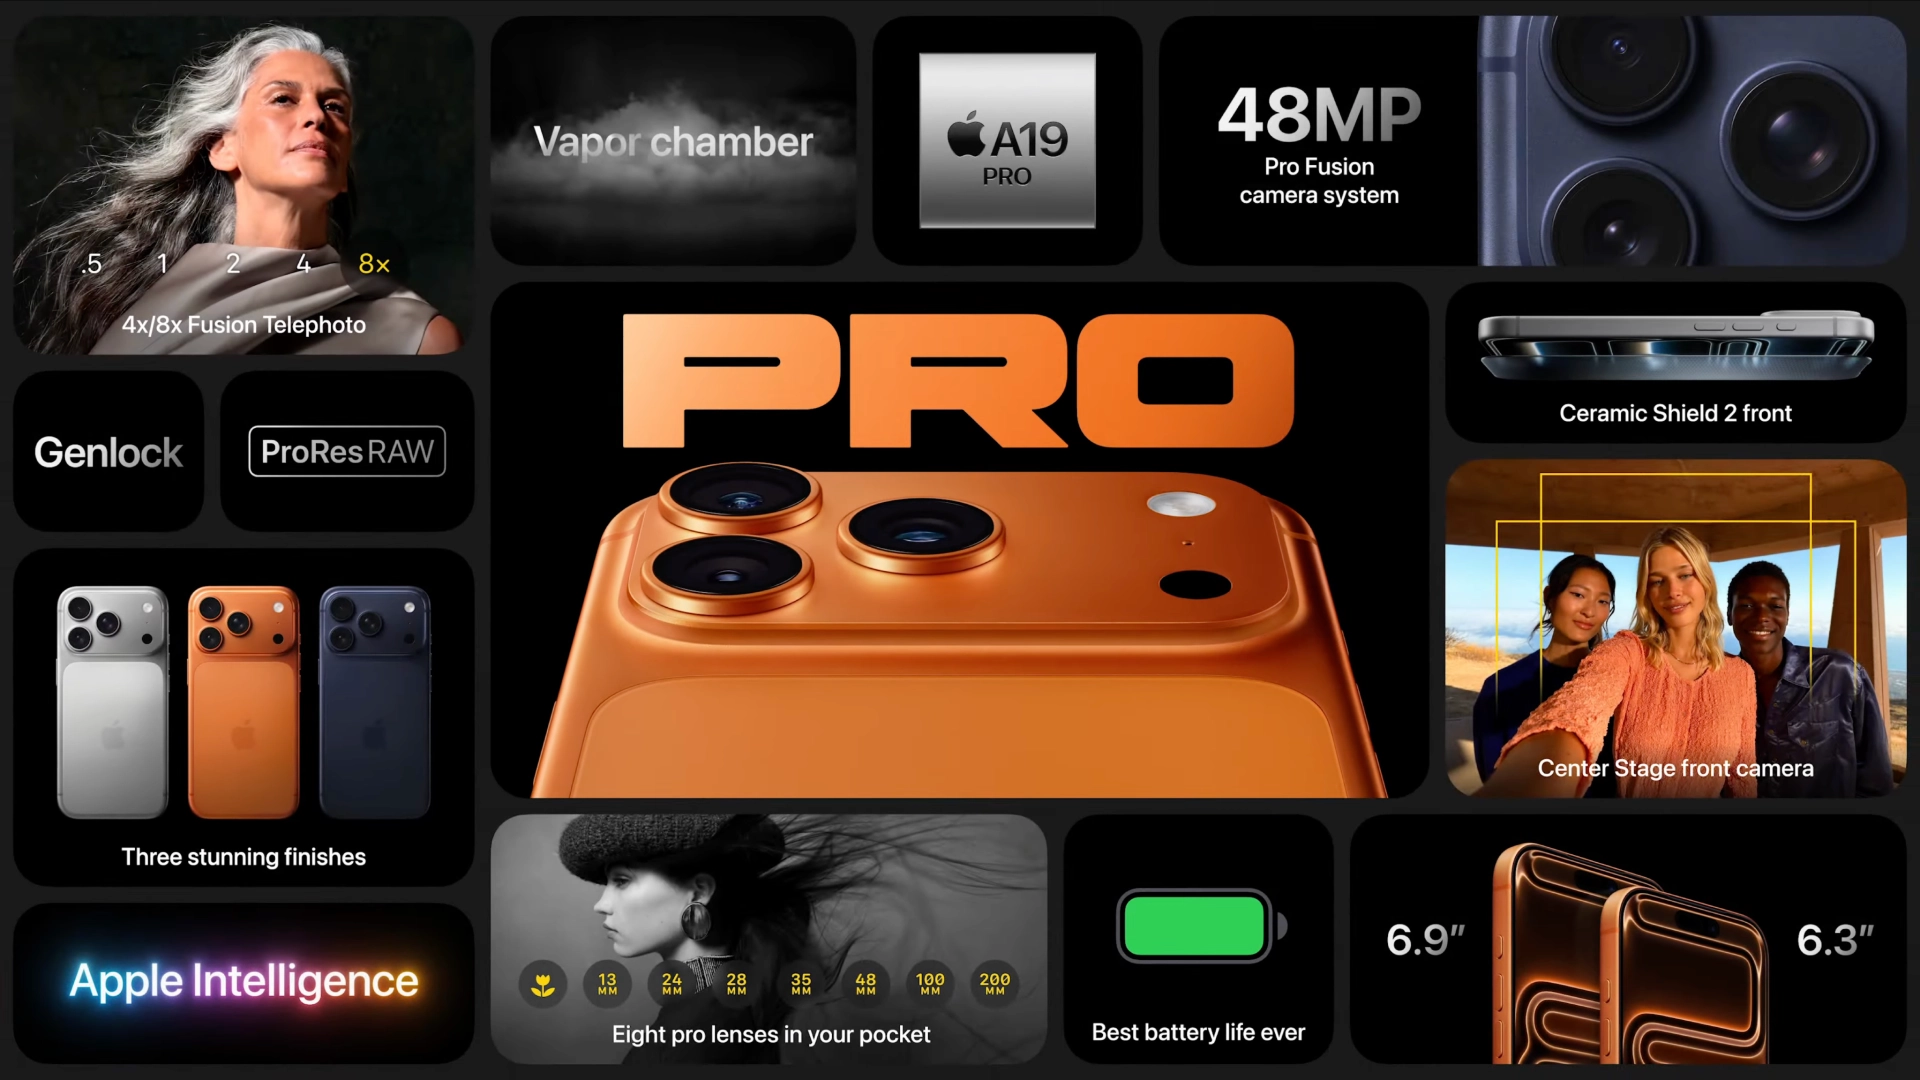 .5 1 2 4 8×
4x/8x Fusion Telephoto
Vapor chamber
A19
PRO
48MP
Pro Fusion
camera system
Genlock
ProRes RAW
PRO
Ceramic Shield 2 front
Center Stage front camera
Three stunning finishes
Apple Intelligence
13 MM 24 MM 28 MM 35 MM 48 MM 100 MM 200 MM
Eight pro lenses in your pocket
Best battery life ever
6.9″
6.3″